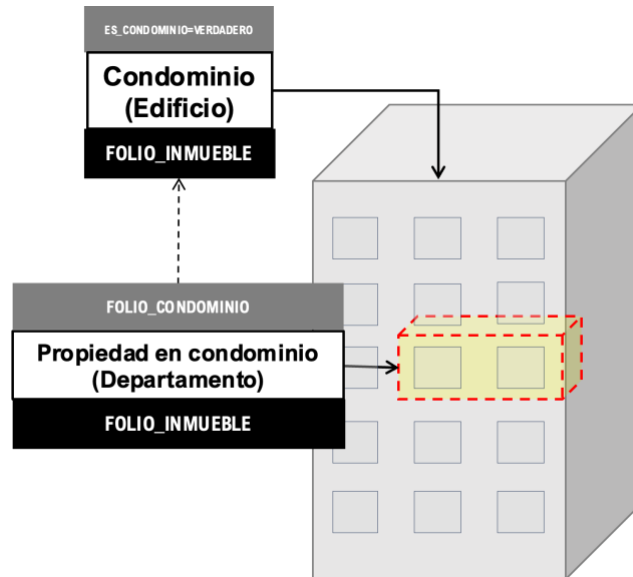 ES_CONDOMINIO=VERDADERO
Condominio
(Edificio)
FOLIO_INMUEBLE
FOLIO_CONDOMINIO
Propiedad en condominio
(Departamento)
FOLIO_INMUEBLE